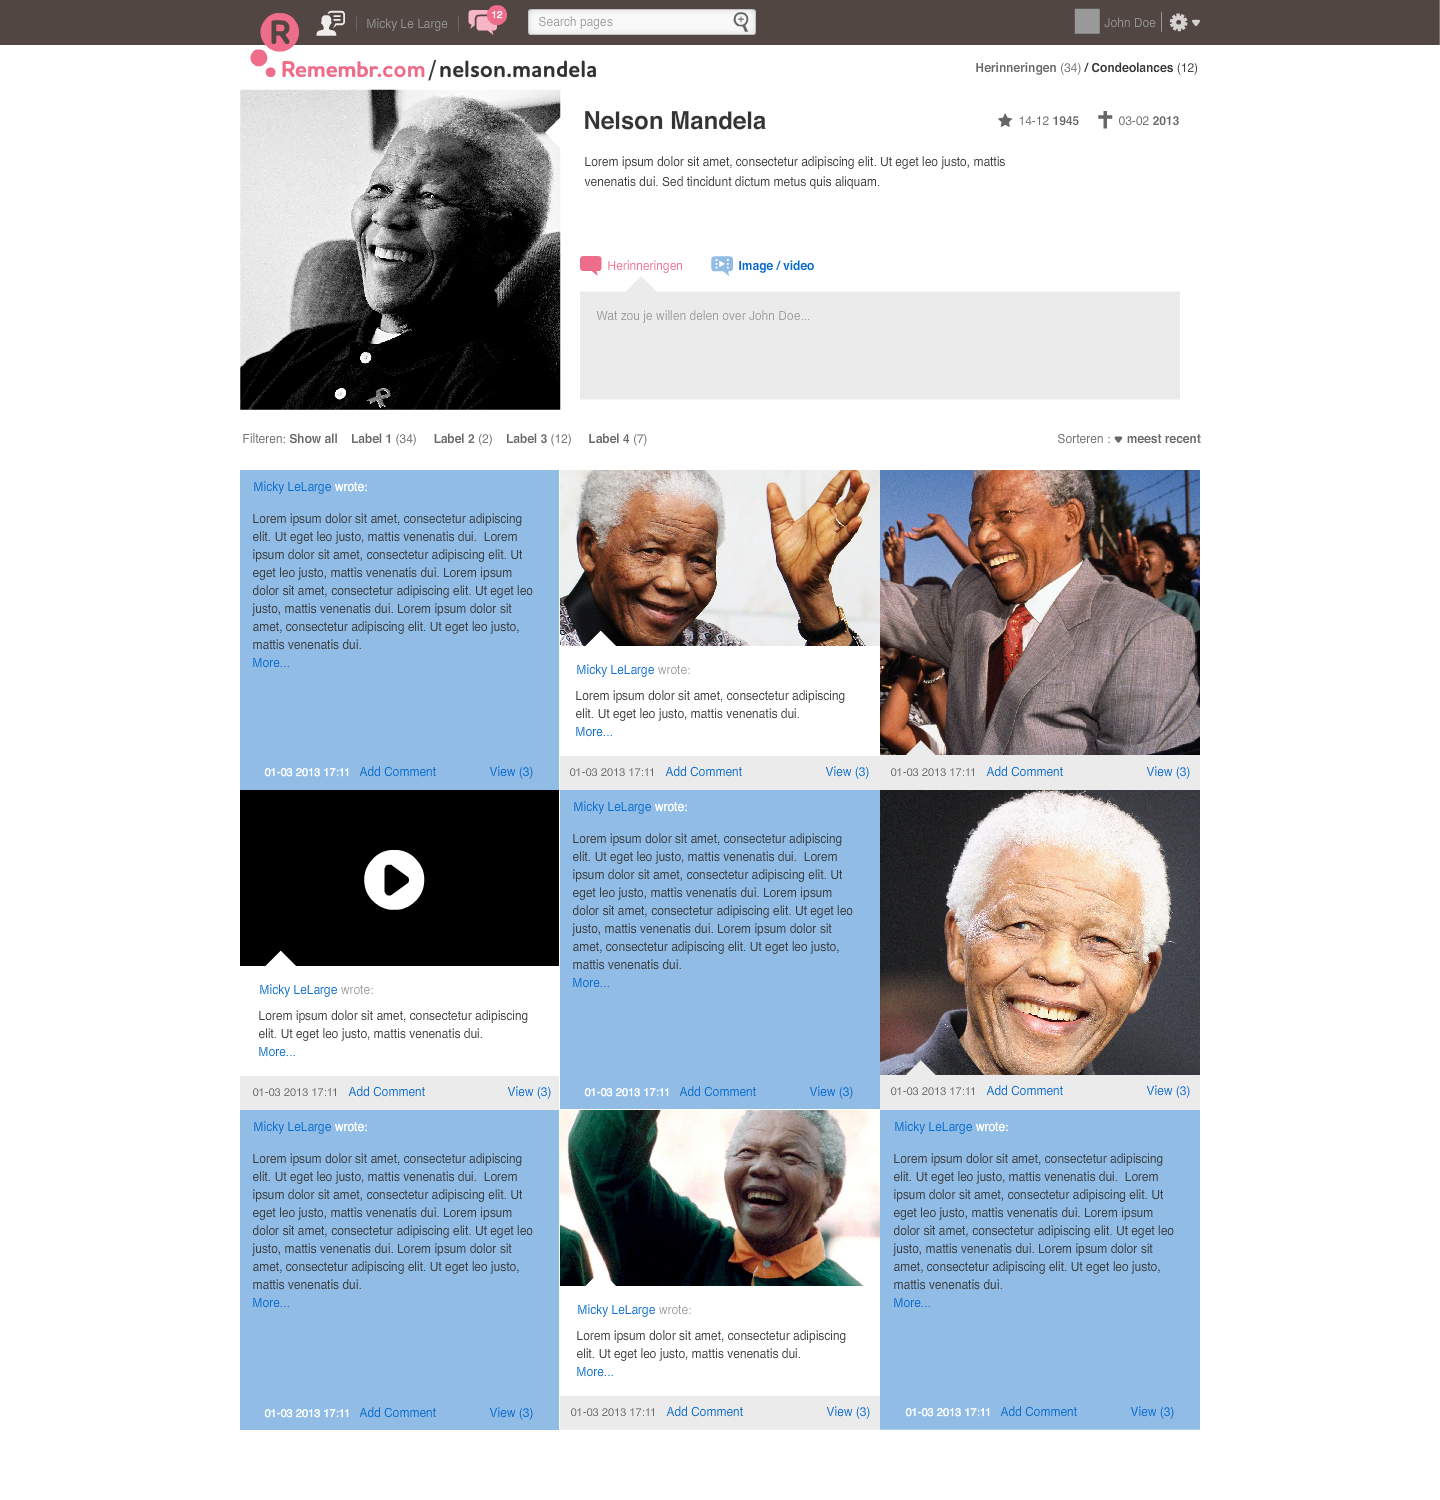 R
Micky Le Large
12
Search pages
John Doe
Remembr.com/nelson.mandela
Herinneringen (34) / Condeolances (12)
Nelson Mandela
14-12 1945
03-02 2013
Lorem ipsum dolor sit amet, consectetur adipiscing elit. Ut eget leo justo, mattis
venenatis dui. Sed tincidunt dictum metus quis aliquam.
Herinneringen
Image / video
Wat zou je willen delen over John Doe...
Filteren: Show all Label 1 (34) Label 2 (2) Label 3 (12) Label 4 (7)
Sorteren : meest recent
Micky LeLarge wrote:
Lorem ipsum dolor sit amet, consectetur adipiscing
elit. Ut eget leo justo, mattis venenatis dui. Lorem
ipsum dolor sit amet, consectetur adipiscing elit. Ut
eget leo justo, mattis venenatis dui. Lorem ipsum
dolor sit amet, consectetur adipiscing elit. Ut eget leo
justo, mattis venenatis dui. Lorem ipsum dolor sit
amet, consectetur adipiscing elit. Ut eget leo justo,
mattis venenatis dui.
More...
01-03 2013 17:11 Add Comment View (3)
Micky LeLarge wrote:
Lorem ipsum dolor sit amet, consectetur adipiscing
elit. Ut eget leo justo, mattis venenatis dui.
More...
01-03 2013 17:11 Add Comment View (3)
01-03 2013 17:11 Add Comment View (3)
Micky LeLarge wrote:
Lorem ipsum dolor sit amet, consectetur adipiscing
elit. Ut eget leo justo, mattis venenatis dui.
More...
01-03 2013 17:11 Add Comment View (3)
Micky LeLarge wrote:
Lorem ipsum dolor sit amet, consectetur adipiscing
elit. Ut eget leo justo, mattis venenatis dui. Lorem
ipsum dolor sit amet, consectetur adipiscing elit. Ut
eget leo justo, mattis venenatis dui. Lorem ipsum
dolor sit amet, consectetur adipiscing elit. Ut eget leo
justo, mattis venenatis dui. Lorem ipsum dolor sit
amet, consectetur adipiscing elit. Ut eget leo justo,
mattis venenatis dui.
More...
01-03 2013 17:11 Add Comment View (3)
01-03 2013 17:11 Add Comment View (3)
Micky LeLarge wrote:
Lorem ipsum dolor sit amet, consectetur adipiscing
elit. Ut eget leo justo, mattis venenatis dui. Lorem
ipsum dolor sit amet, consectetur adipiscing elit. Ut
eget leo justo, mattis venenatis dui. Lorem ipsum
dolor sit amet, consectetur adipiscing elit. Ut eget leo
justo, mattis venenatis dui. Lorem ipsum dolor sit
amet, consectetur adipiscing elit. Ut eget leo justo,
mattis venenatis dui.
More...
01-03 2013 17:11 Add Comment View (3)
Micky LeLarge wrote:
Lorem ipsum dolor sit amet, consectetur adipiscing
elit. Ut eget leo justo, mattis venenatis dui.
More...
01-03 2013 17:11 Add Comment View (3)
Micky LeLarge wrote:
Lorem ipsum dolor sit amet, consectetur adipiscing
elit. Ut eget leo justo, mattis venenatis dui. Lorem
ipsum dolor sit amet, consectetur adipiscing elit. Ut
eget leo justo, mattis venenatis dui. Lorem ipsum
dolor sit amet, consectetur adipiscing elit. Ut eget leo
justo, mattis venenatis dui. Lorem ipsum dolor sit
amet, consectetur adipiscing elit. Ut eget leo justo,
mattis venenatis dui.
More...
01-03 2013 17:11 Add Comment View (3)